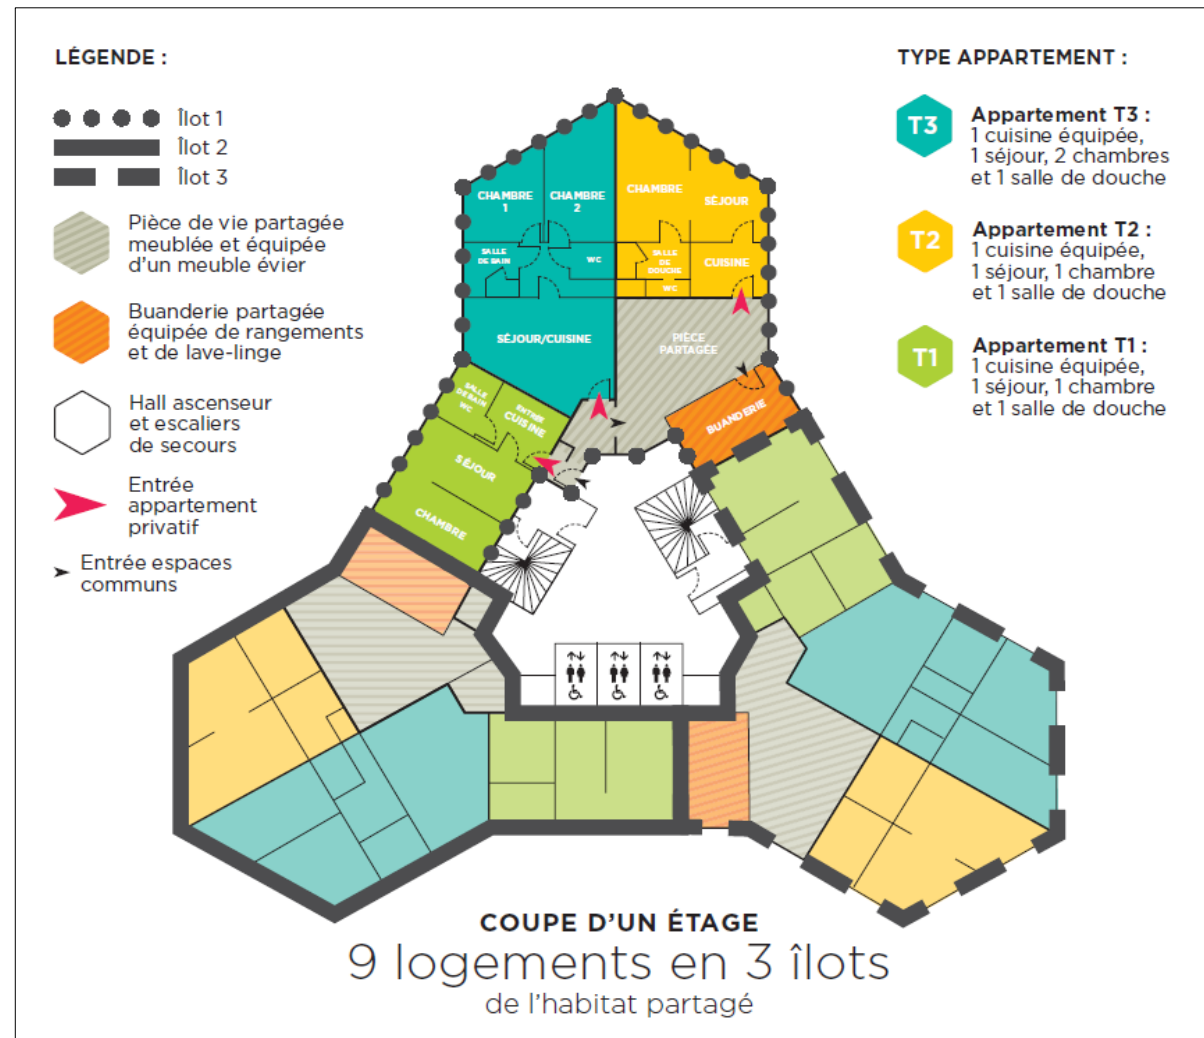 LÉGENDE :
îlot 1
îlot 2
îlot 3
Pièce de vie partagée
meublée et équipée
d'un meuble évier
Buanderie partagée
équipée de rangements
et de lave-linge
Hall ascenseur
et escaliers
de secours
Entrée
appartement
privatif
Entrée espaces
communs
TYPE APPARTEMENT :
T3
Appartement T3 :
1 cuisine équipée,
1 séjour, 2 chambres
et 1 salle de douche
T2
Appartement T2 :
1 cuisine équipée,
1 séjour, 1 chambre
et 1 salle de douche
T1
Appartement T1 :
1 cuisine équipée,
1 séjour, 1 chambre
et 1 salle de douche
CHAMBRE
1
CHAMBRE
2
CHAMBRE
SÉJOUR
SALLE
DE BAIN
WC
SALLE
DE
DOUCHE
CUISINE
WC
SÉJOUR/CUISINE
PIÈCE
PARTAGÉE
SALLE
DE BAIN
WC
ENTRÉE
CUISINE
BUANDERIE
SÉJOUR
CHAMBRE
COUPE D'UN ÉTAGE
9 logements en 3 îlots
de l'habitat partagé